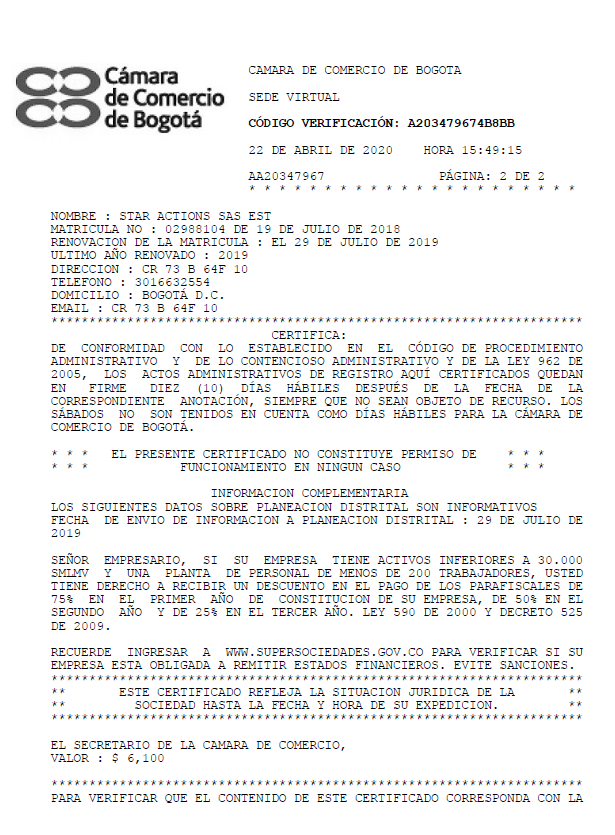 Cámara
de Comercio
de Bogotá
CAMARA DE COMERCIO DE BOGOTA
SEDE VIRTUAL
CÓDIGO VERIFICACIÓN: A203479674B8BB
22 DE ABRIL DE 2020 HORA 15:49:15
AA20347967 PÁGINA: 2 DE 2
* * * * * * * * * * * * * * * * * * * * * *
NOMBRE : STAR ACTIONS SAS EST
MATRICULA NO : 02988104 DE 19 DE JULIO DE 2018
RENOVACION DE LA MATRICULA : EL 29 DE JULIO DE 2019
ULTIMO AÑO RENOVADO : 2019
DIRECCION : CR 73 B 64F 10
TELEFONO : 3016632554
DOMICILIO : BOGOTÁ D.C.
EMAIL : CR 73 B 64F 10
**********************************************************************
CERTIFICA:
DE CONFORMIDAD CON LO ESTABLECIDO EN EL CÓDIGO DE PROCEDIMIENTO
ADMINISTRATIVO Y DE LO CONTENCIOSO ADMINISTRATIVO Y DE LA LEY 962 DE
2005, LOS ACTOS ADMINISTRATIVOS DE REGISTRO AQUÍ CERTIFICADOS QUEDAN
EN FIRME DIEZ (10) DÍAS HÁBILES DESPUÉS DE LA FECHA DE LA
CORRESPONDIENTE ANOTACIÓN, SIEMPRE QUE NO SEAN OBJETO DE RECURSO. LOS
SÁBADOS NO SON TENIDOS EN CUENTA COMO DÍAS HÁBILES PARA LA CÁMARA DE
COMERCIO DE BOGOTÁ.
* * * EL PRESENTE CERTIFICADO NO CONSTITUYE PERMISO DE * * *
* * * FUNCIONAMIENTO EN NINGUN CASO * * *
INFORMACION COMPLEMENTARIA
LOS SIGUIENTES DATOS SOBRE PLANEACION DISTRITAL SON INFORMATIVOS
FECHA DE ENVIO DE INFORMACION A PLANEACION DISTRITAL : 29 DE JULIO DE
2019
SEÑOR EMPRESARIO, SI SU EMPRESA TIENE ACTIVOS INFERIORES A 30.000
SMLMV Y UNA PLANTA DE PERSONAL DE MENOS DE 200 TRABAJADORES, USTED
TIENE DERECHO A RECIBIR UN DESCUENTO EN EL PAGO DE LOS PARAFISCALES DE
75% EN EL PRIMER AÑO DE CONSTITUCION DE SU EMPRESA, DE 50% EN EL
SEGUNDO AÑO Y DE 25% EN EL TERCER AÑO. LEY 590 DE 2000 Y DECRETO 525
DE 2009.
RECUERDE INGRESAR A WWW.SUPERSOCIEDADES.GOV.CO PARA VERIFICAR SI SU
EMPRESA ESTA OBLIGADA A REMITIR ESTADOS FINANCIEROS. EVITE SANCIONES.
**********************************************************************
** ESTE CERTIFICADO REFLEJA LA SITUACION JURIDICA DE LA **
** SOCIEDAD HASTA LA FECHA Y HORA DE SU EXPEDICION. **
**********************************************************************
EL SECRETARIO DE LA CAMARA DE COMERCIO,
VALOR : $ 6,100
**********************************************************************
PARA VERIFICAR QUE EL CONTENIDO DE ESTE CERTIFICADO CORRESPONDA CON LA